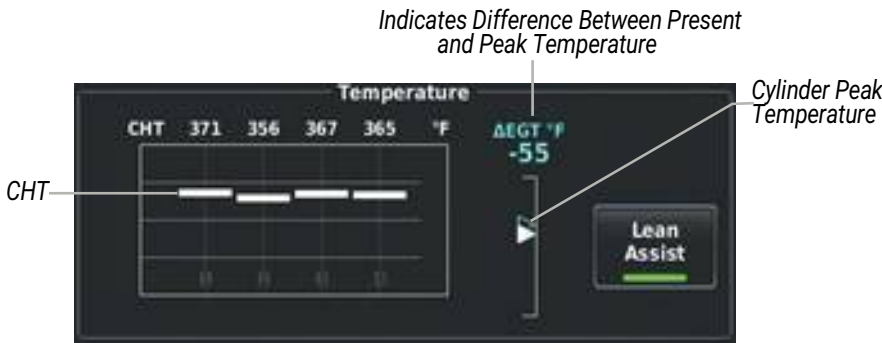 Indicates Difference Between Present
and Peak Temperature
Temperature
Cylinder Peak
Temperature
CHT 371 356 367 365 °F
ΔEGT °F
-55
CHT
Lean
Assist